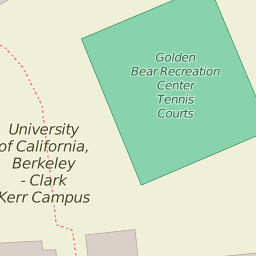 Golden
Bear Recreation
Center
Tennis
Courts
University
of California,
Berkeley
- Clark
Kerr Campus